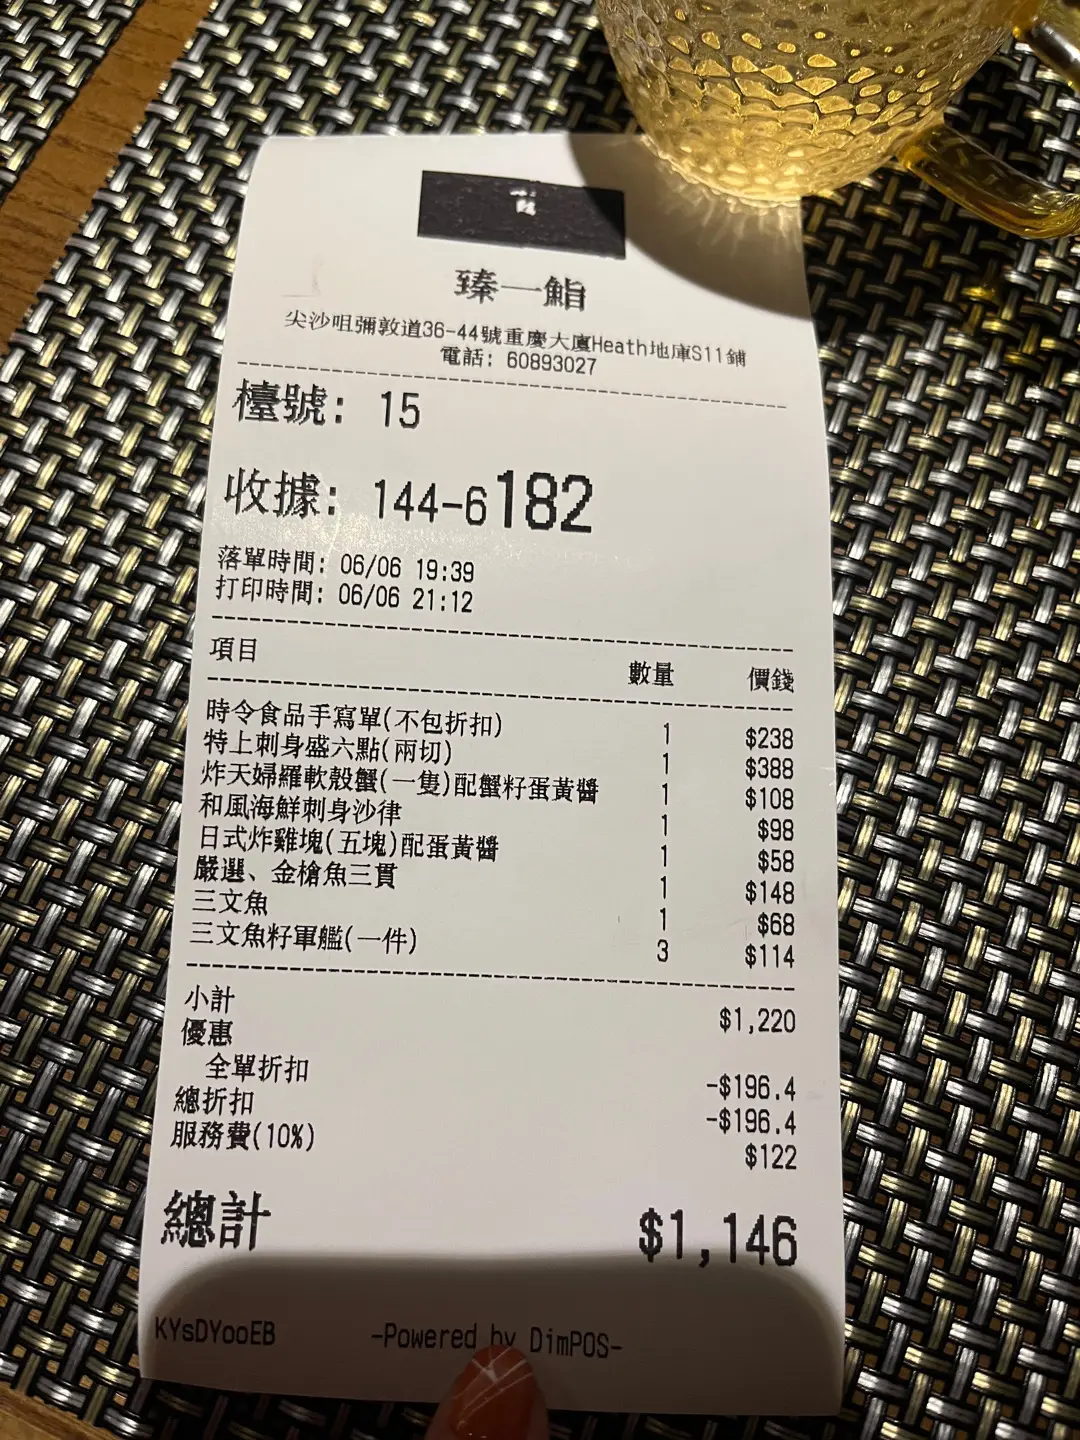 臻一鮨
尖沙咀彌敦道36-44號重慶大廈Heath地庫S11鋪
電話: 60893027
檯號: 15
收據: 144-6182
落單時間: 06/06 19:39
打印時間: 06/06 21:12
項目 數量 價錢
時令食品手寫單(不包折扣) 1 $238
特上刺身盛六點(兩切) 1 $388
炸天婦羅軟殼蟹(一隻)配蟹籽蛋黃醬 1 $108
和風海鮮刺身沙律 1 $98
日式炸雞塊(五塊)配蛋黃醬 1 $58
嚴選、金槍魚三貫 1 $148
三文魚 1 $68
三文魚籽軍艦(一件) 3 $114
小計 $1,220
優惠
全單折扣 -$196.4
總折扣 -$196.4
服務費(10%) $122
總計 $1,146
KYsDYooEB -Powered by DimPOS-